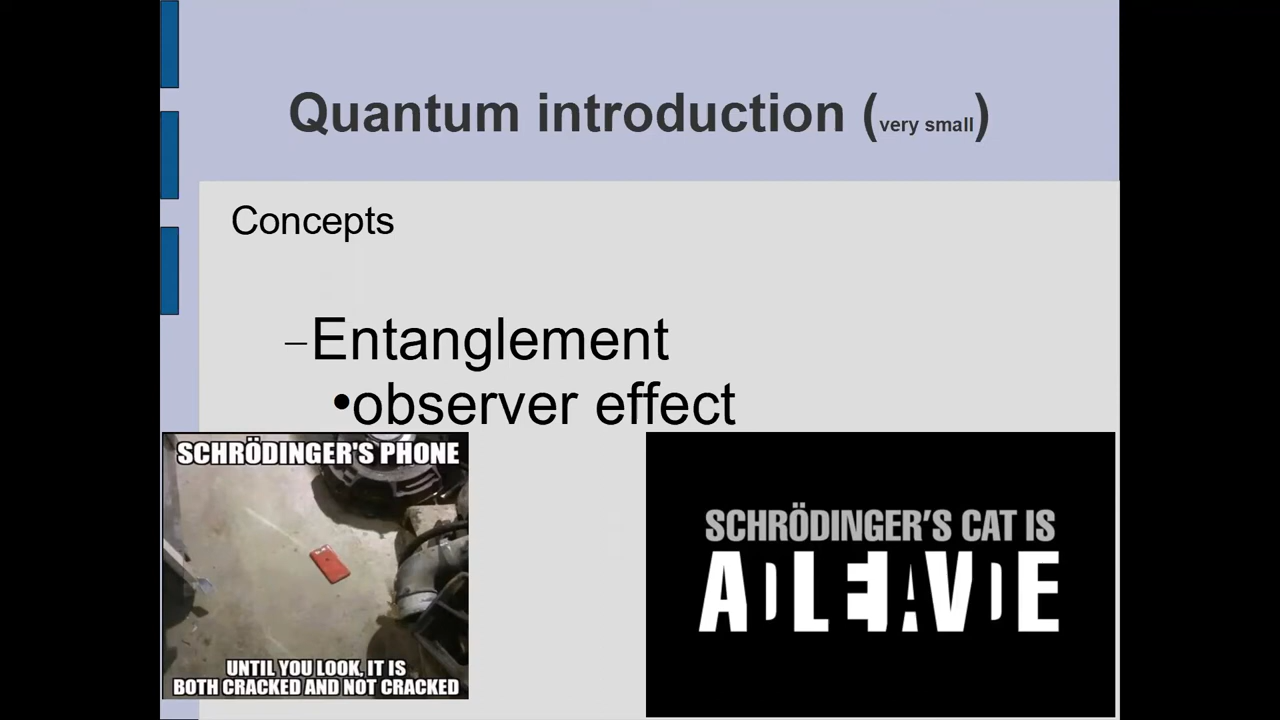 Quantum introduction (very small)
Concepts
–Entanglement
•observer effect
SCHRÖDINGER'S PHONE
UNTIL YOU LOOK, IT IS
BOTH CRACKED AND NOT CRACKED
SCHRÖDINGER'S CAT IS
ADLEIAVDE